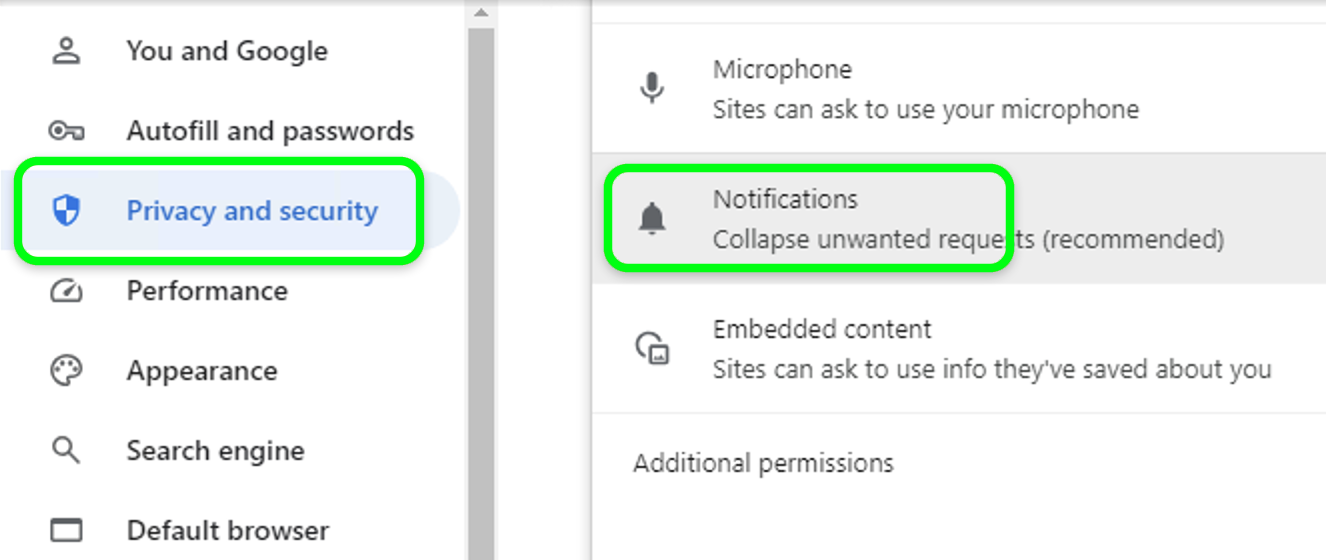 You and Google
Autofill and passwords
Privacy and security
Performance
Appearance
Search engine
Default browser
Microphone
Sites can ask to use your microphone
Notifications
Collapse unwanted requests (recommended)
Embedded content
Sites can ask to use info they've saved about you
Additional permissions